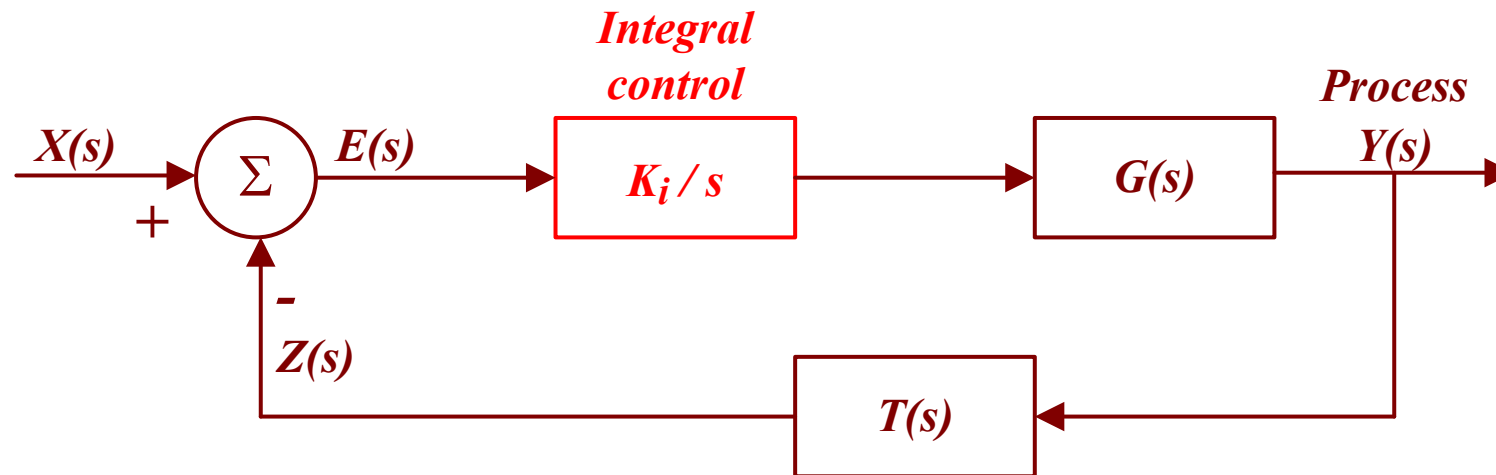 Integral
control
Process
X(s)
E(s)
Y(s)
Σ
K_i / s
G(s)
+
-
Z(s)
T(s)